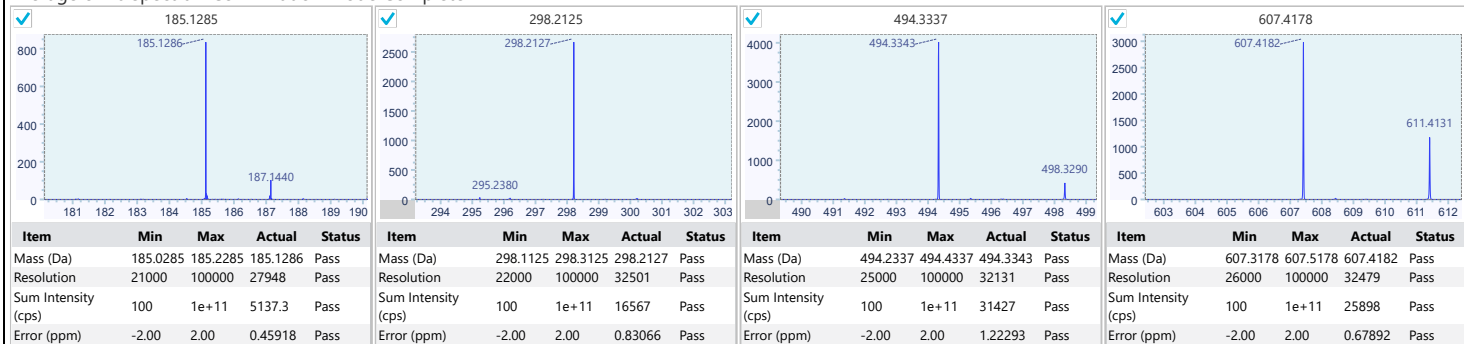 185.1285
185.1286
187.1440
800
600
400
200
0
181 182 183 184 185 186 187 188 189 190
Item Min Max Actual Status
Mass (Da) 185.0285 185.2285 185.1286 Pass
Resolution 21000 100000 27948 Pass
Sum Intensity
(cps) 100 1e+11 5137.3 Pass
Error (ppm) -2.00 2.00 0.45918 Pass
298.2125
298.2127
295.2380
2500
2000
1500
1000
500
0
294 295 296 297 298 299 300 301 302 303
Item Min Max Actual Status
Mass (Da) 298.1125 298.3125 298.2127 Pass
Resolution 22000 100000 32501 Pass
Sum Intensity
(cps) 100 1e+11 16567 Pass
Error (ppm) -2.00 2.00 0.83066 Pass
494.3337
494.3343
498.3290
4000
3000
2000
1000
0
490 491 492 493 494 495 496 497 498 499
Item Min Max Actual Status
Mass (Da) 494.2337 494.4337 494.3343 Pass
Resolution 25000 100000 32131 Pass
Sum Intensity
(cps) 100 1e+11 31427 Pass
Error (ppm) -2.00 2.00 1.22293 Pass
607.4178
607.4182
611.4131
3000
2500
2000
1500
1000
500
0
603 604 605 606 607 608 609 610 611 612
Item Min Max Actual Status
Mass (Da) 607.3178 607.5178 607.4182 Pass
Resolution 26000 100000 32479 Pass
Sum Intensity
(cps) 100 1e+11 25898 Pass
Error (ppm) -2.00 2.00 0.67892 Pass